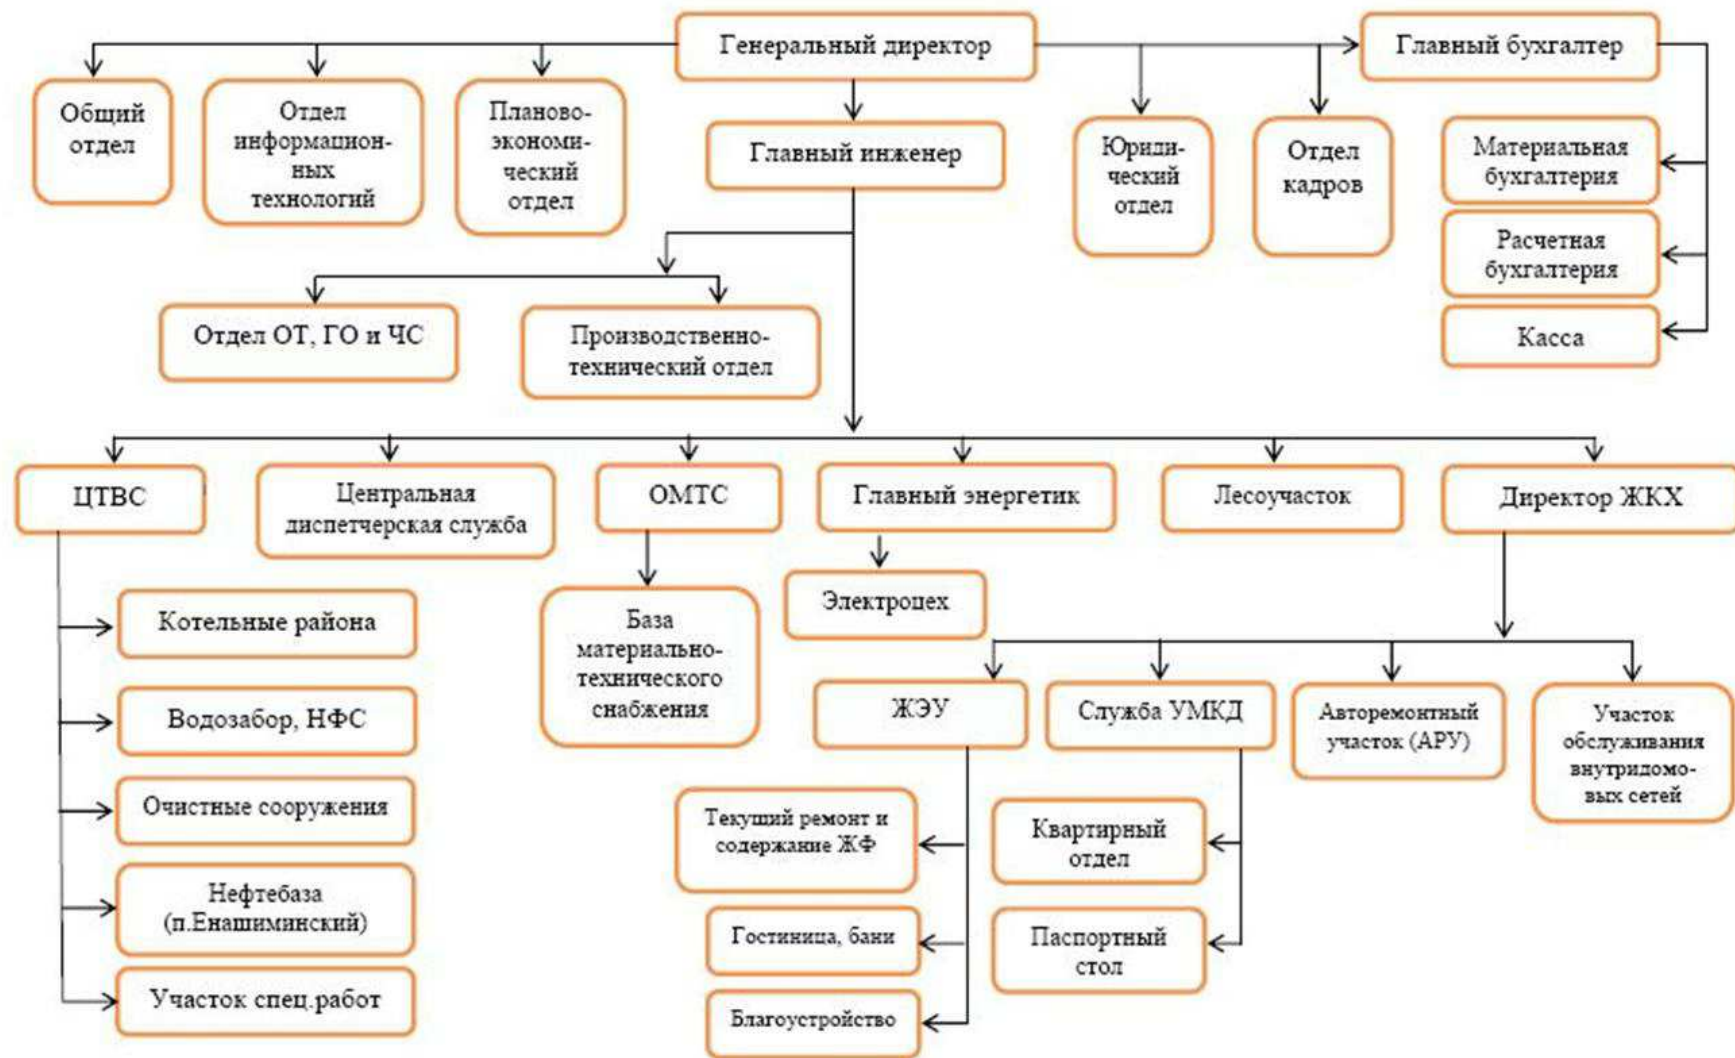 Генеральный директор
Главный бухгалтер
Общий
отдел
Отдел
информацион-
ных
технологий
Планово-
экономи-
ческий
отдел
Главный инженер
Юриди-
ческий
отдел
Отдел
кадров
Материальная
бухгалтерия
Расчетная
бухгалтерия
Касса
Отдел ОТ, ГО и ЧС
Производственно-
технический отдел
ЦТВС
Центральная
диспетчерская служба
ОМТС
Главный энергетик
Лесоучасток
Директор ЖКХ
Котельные района
Водозабор, НФС
Очистные сооружения
Нефтебаза
(п.Енашиминский)
Участок спец.работ
База
материально-
технического
снабжения
Электроцех
ЖЭУ
Служба УМКД
Авторемонтный
участок (АРУ)
Участок
обслуживания
внутридомо-
вых сетей
Текущий ремонт и
содержание ЖФ
Гостиница, бани
Благоустройство
Квартирный
отдел
Паспортный
стол